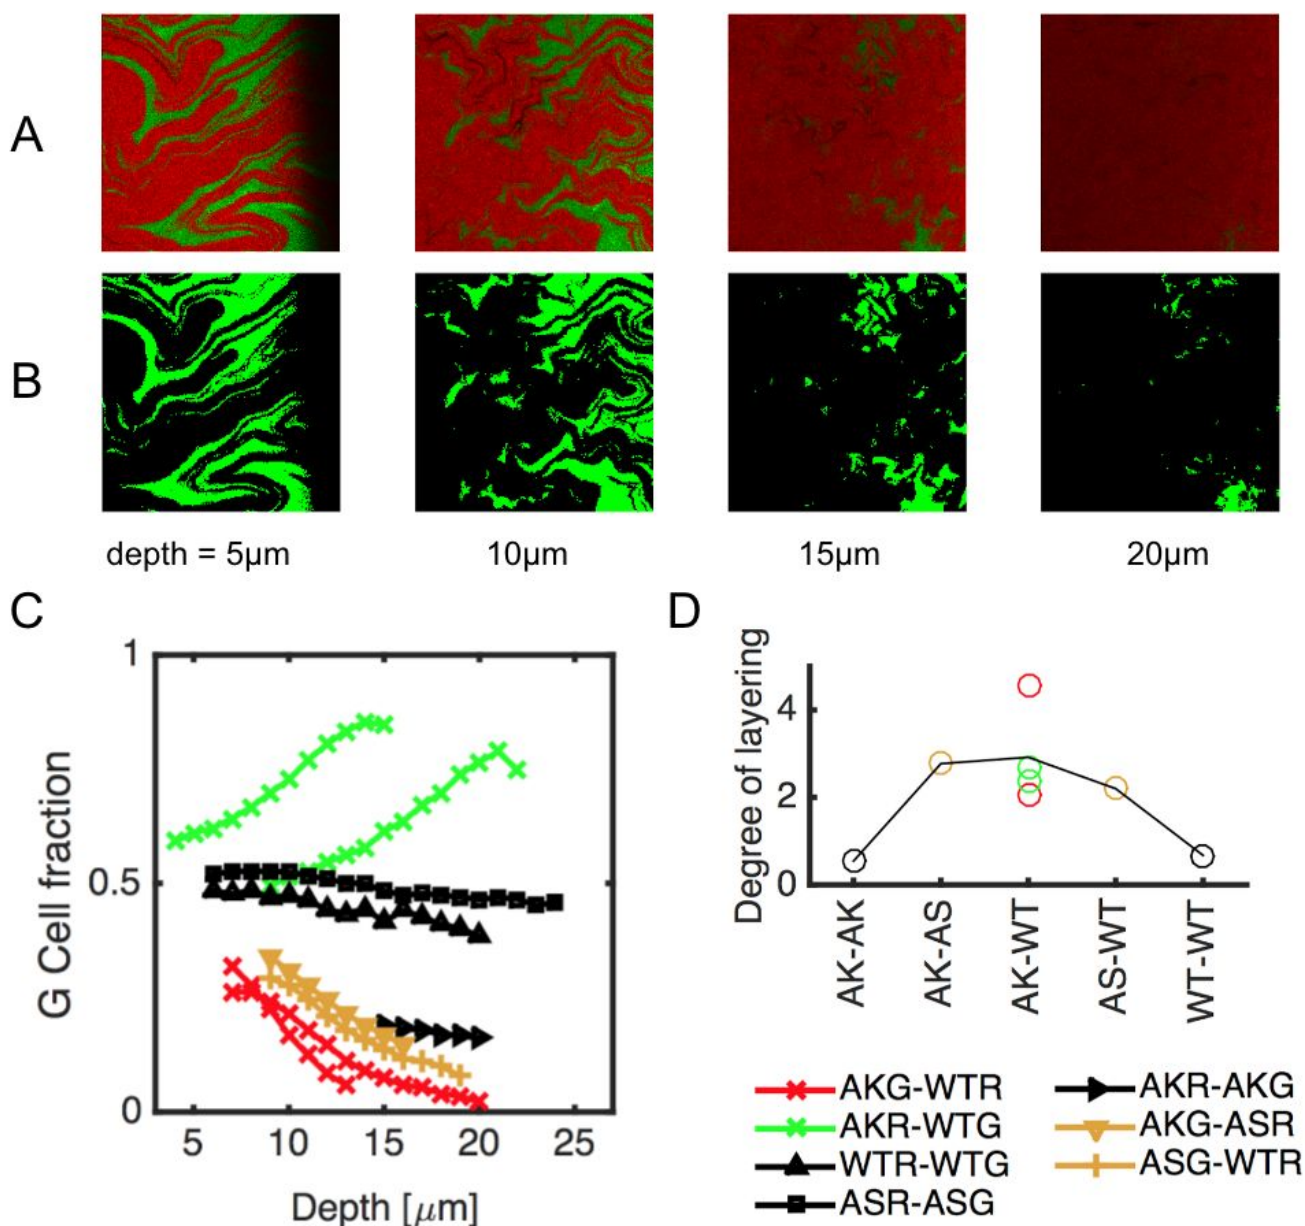 A
B
depth = 5µm 10µm 15µm 20µm
C
D
1
0.5
0
G Cell fraction
5 10 15 20 25
Depth [µm]
Degree of layering
4
2
0
AK-AK AK-AS AK-WT AS-WT WT-WT
AKG-WTR
AKR-WTG
WTR-WTG
ASR-ASG
AKR-AKG
AKG-ASR
ASG-WTR